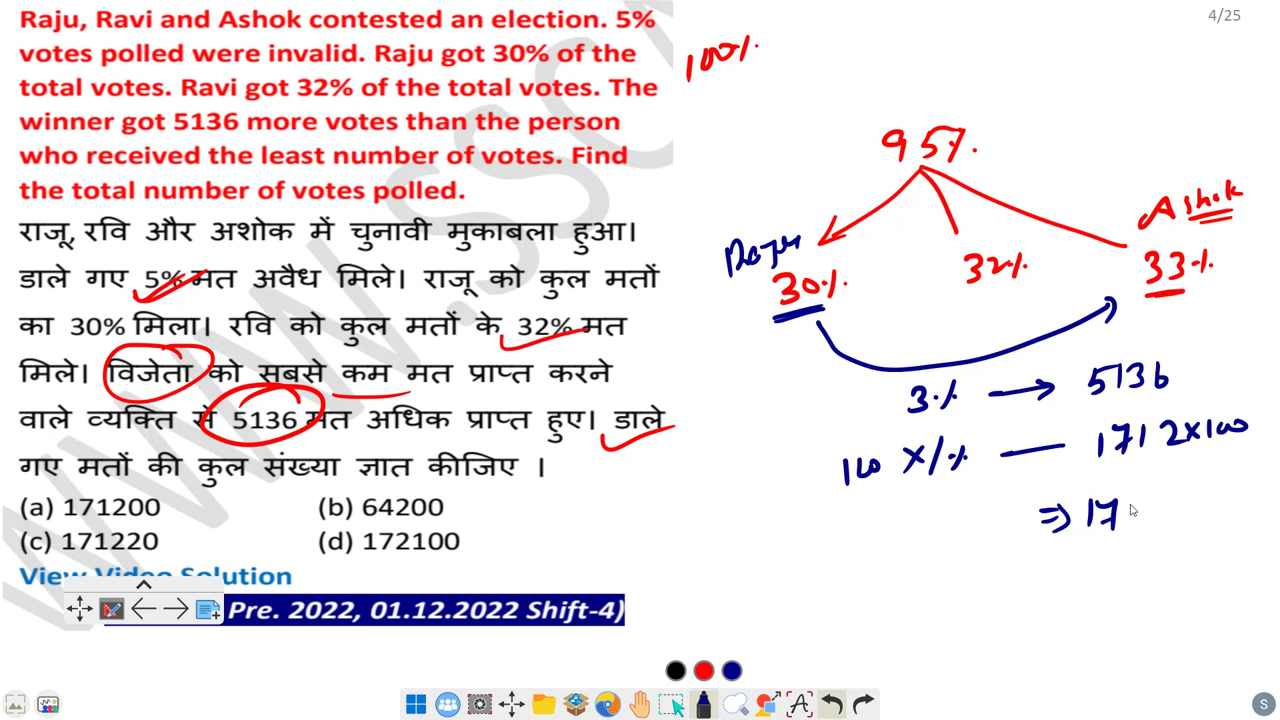 Raju, Ravi and Ashok contested an election. 5%
votes polled were invalid. Raju got 30% of the
total votes. Ravi got 32% of the total votes. The
winner got 5136 more votes than the person
who received the least number of votes. Find
the total number of votes polled.
राजू, रवि और अशोक में चुनावी मुकाबला हुआ।
डाले गए 5% मत अवैध मिले। राजू को कुल मतों
का 30% मिला। रवि को कुल मतों के 32% मत
मिले। विजेता को सबसे कम मत प्राप्त करने
वाले व्यक्ति से 5136 मत अधिक प्राप्त हुए। डाले
गए मतों की कुल संख्या ज्ञात कीजिए ।
(a) 171200 (b) 64200
(c) 171220 (d) 172100
View Video Solution
Pre. 2022, 01.12.2022 Shift-4)
4/25
100%
95%
Ashok
30% 32% 33%
3% → 5136
100 × 1% — 1712×100
⇒ 17
S